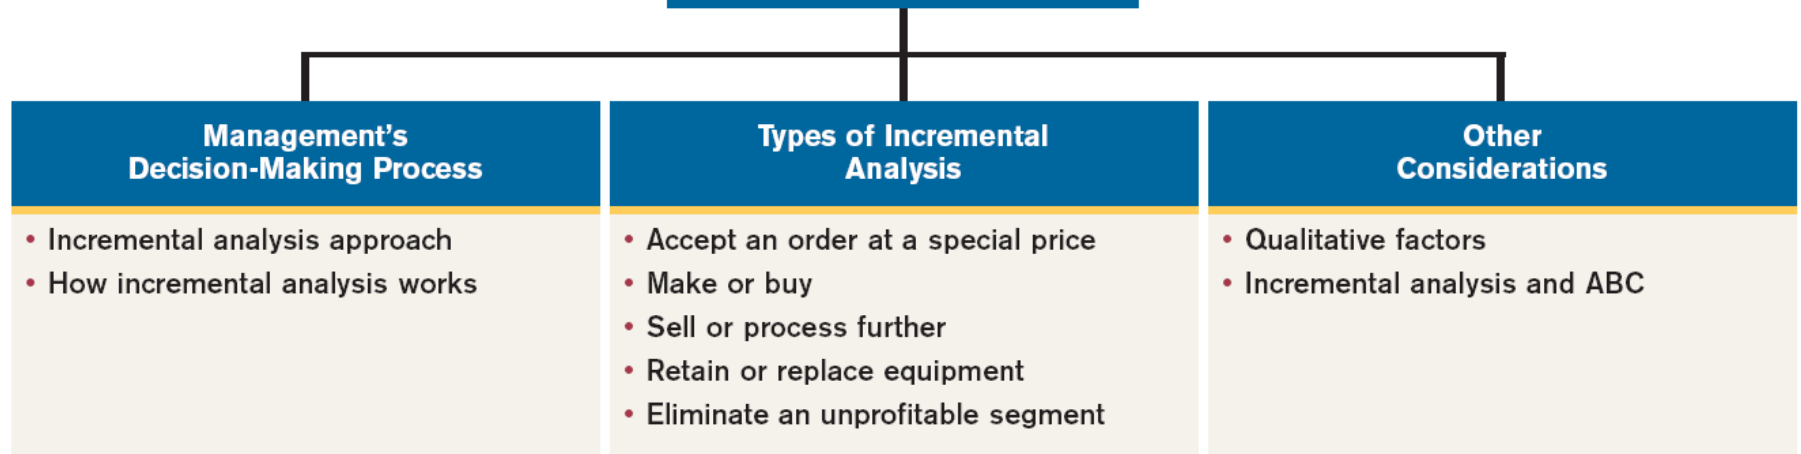 Management’s
Decision-Making Process
• Incremental analysis approach
• How incremental analysis works
Types of Incremental
Analysis
• Accept an order at a special price
• Make or buy
• Sell or process further
• Retain or replace equipment
• Eliminate an unprofitable segment
Other
Considerations
• Qualitative factors
• Incremental analysis and ABC